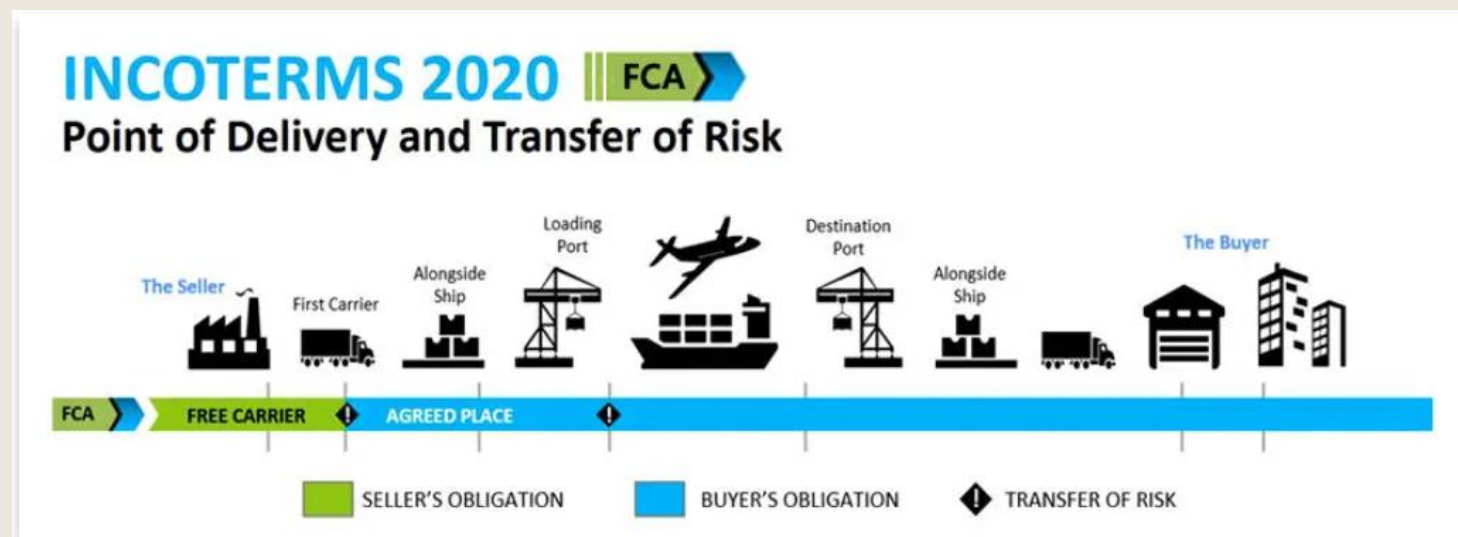 INCOTERMS 2020 FCA
Point of Delivery and Transfer of Risk
The Seller
First Carrier
Alongside
Ship
Loading
Port
Destination
Port
Alongside
Ship
The Buyer
FCA FREE CARRIER AGREED PLACE
SELLER'S OBLIGATION BUYER'S OBLIGATION TRANSFER OF RISK